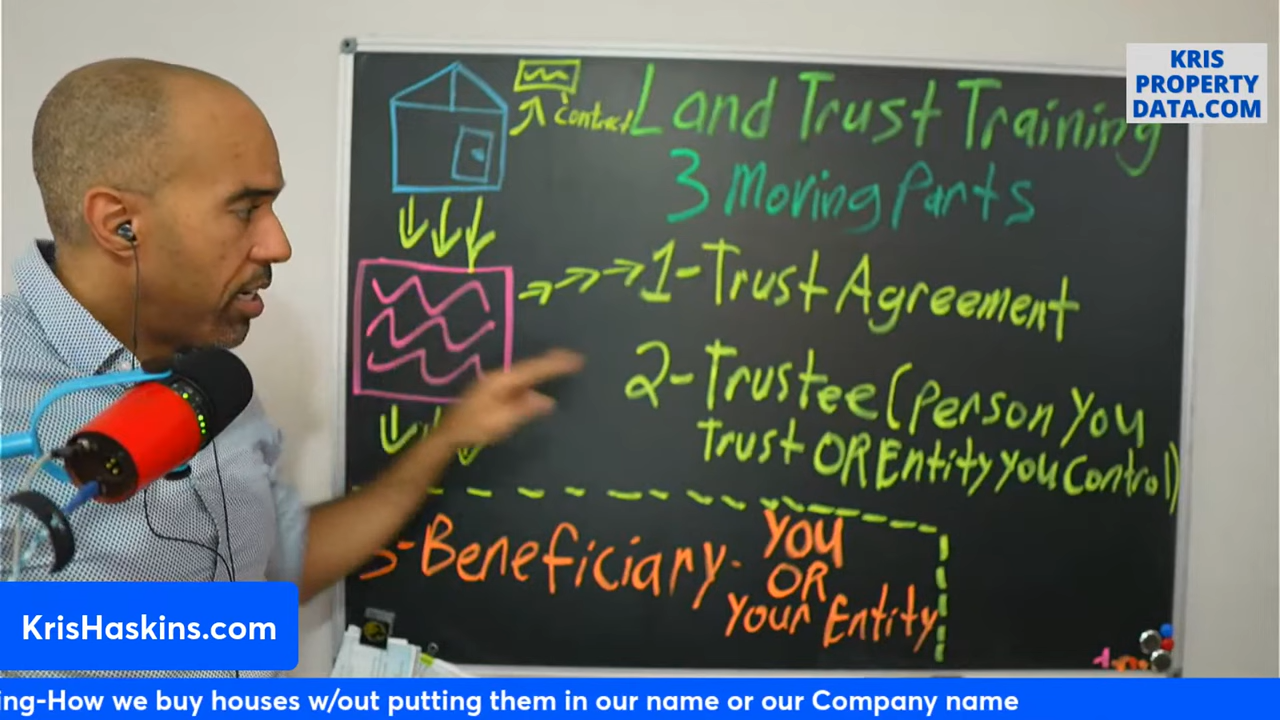 KRIS
PROPERTY
DATA.COM
Land Trust Training
contract
3 Moving Parts
1-Trust Agreement
2-Trustee (Person You
Trust OR Entity You Control)
3-Beneficiary- You
OR
Your Entity
KrisHaskins.com
ing-How we buy houses w/out putting them in our name or our Company name